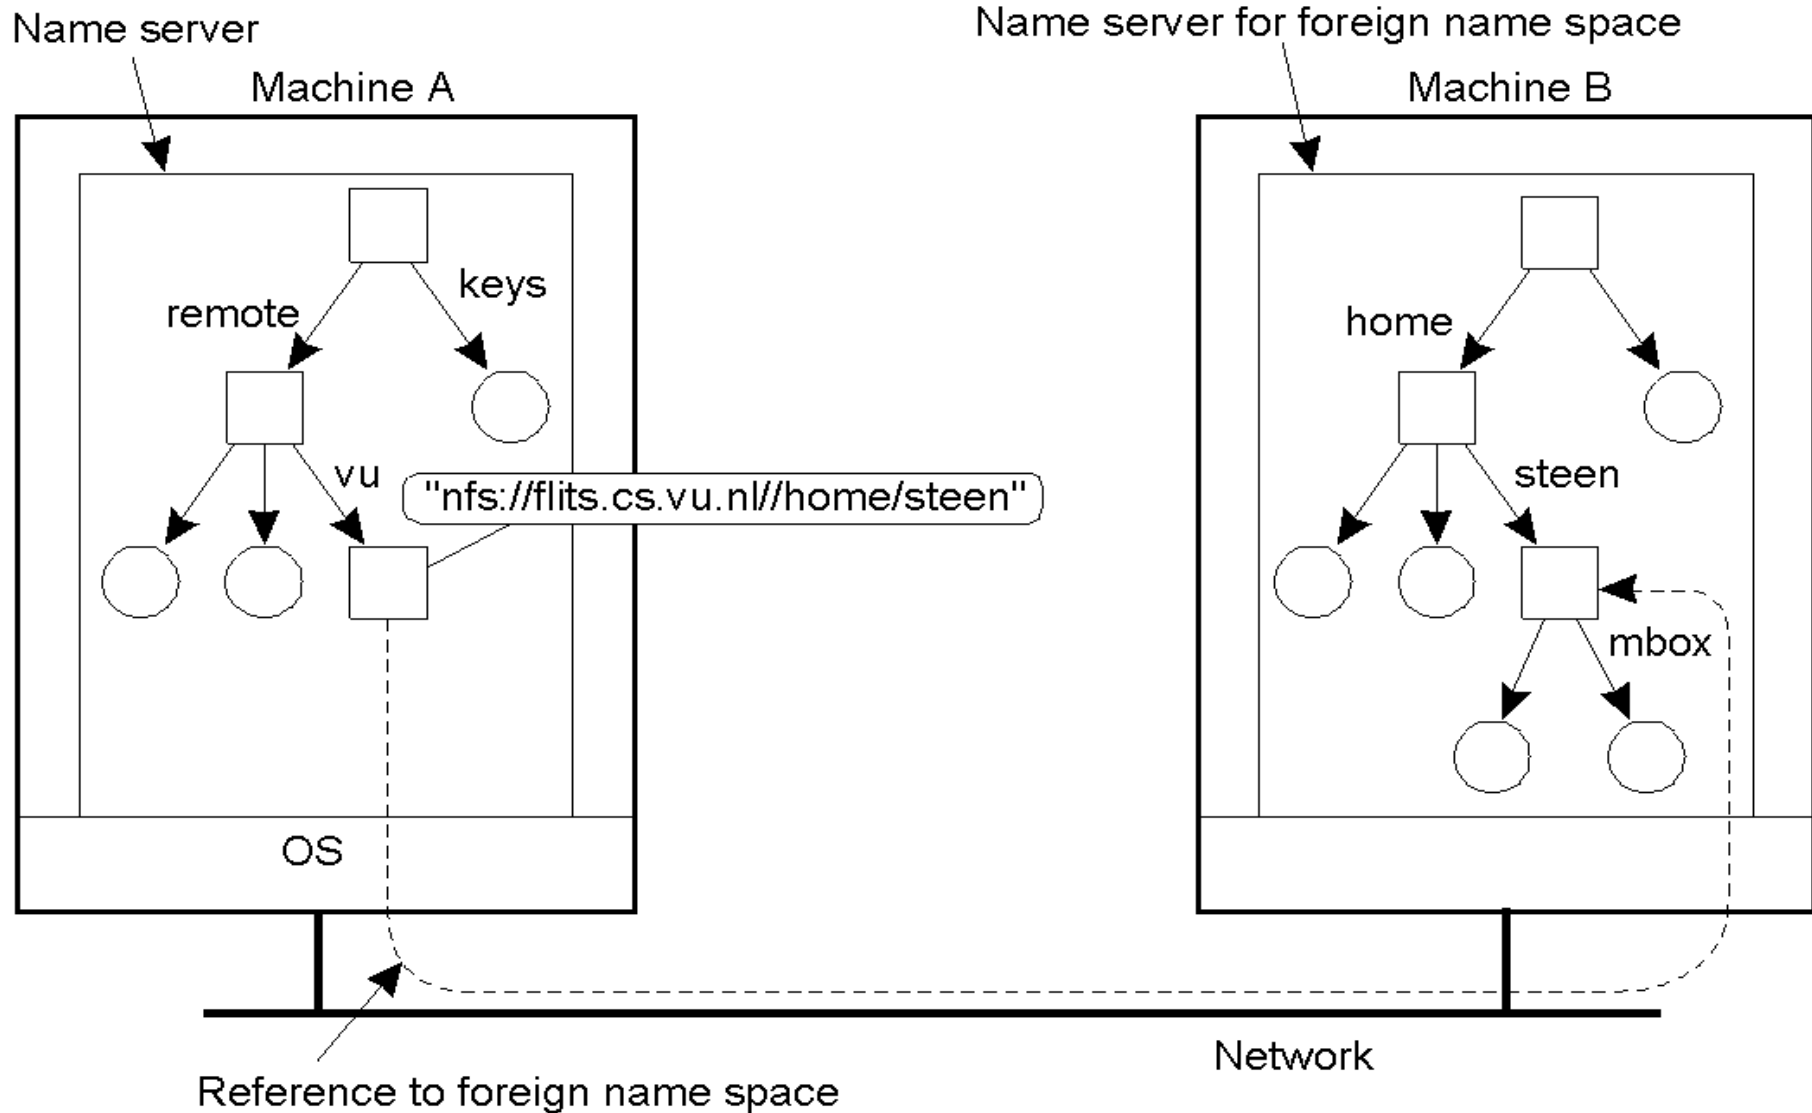 Name server
Name server for foreign name space
Machine A
Machine B
keys
remote
home
vu
"nfs://flits.cs.vu.nl//home/steen"
steen
mbox
OS
Network
Reference to foreign name space